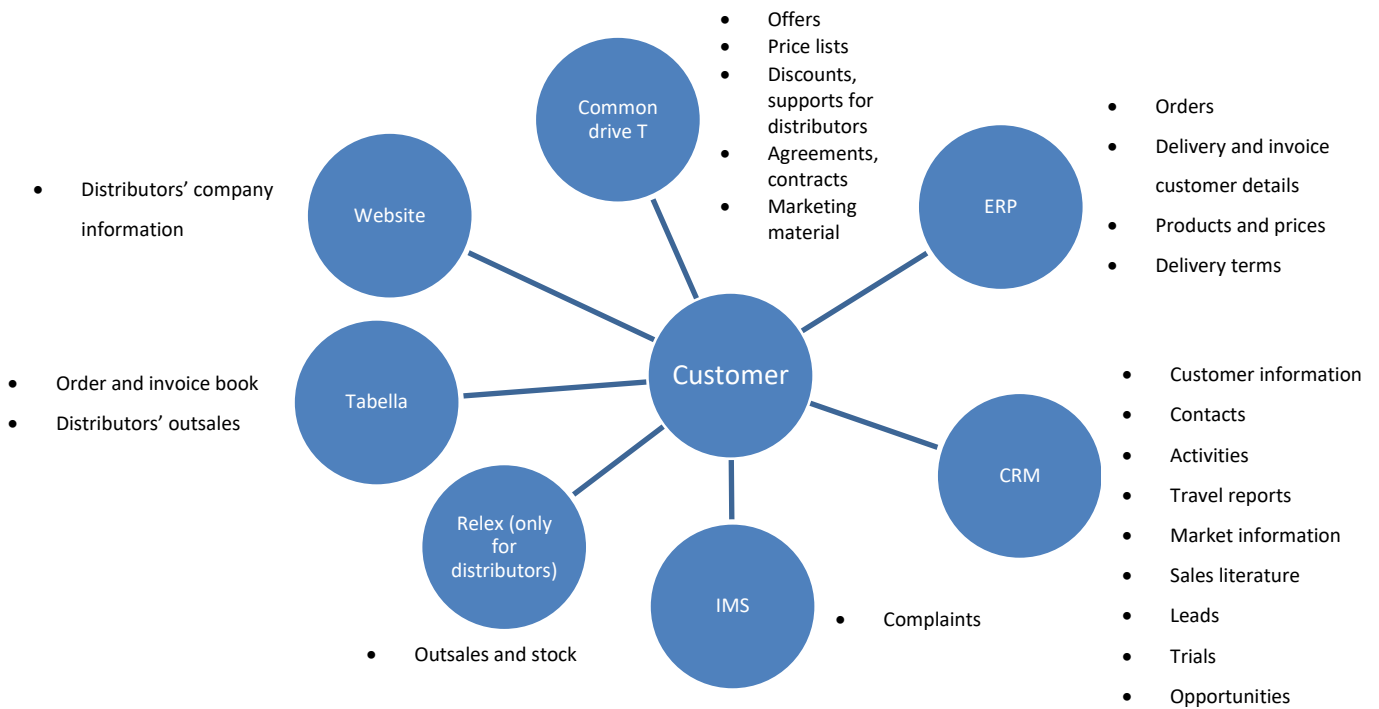 • Offers
• Price lists
• Discounts,
supports for
distributors
• Agreements,
contracts
• Marketing
material
Common
drive T
• Orders
• Delivery and invoice
customer details
• Products and prices
• Delivery terms
ERP
• Distributors’ company
information
Website
Customer
• Order and invoice book
• Distributors’ outsales
Tabella
• Customer information
• Contacts
• Activities
• Travel reports
• Market information
• Sales literature
• Leads
• Trials
• Opportunities
CRM
Relex (only
for
distributors)
• Outsales and stock
IMS
• Complaints